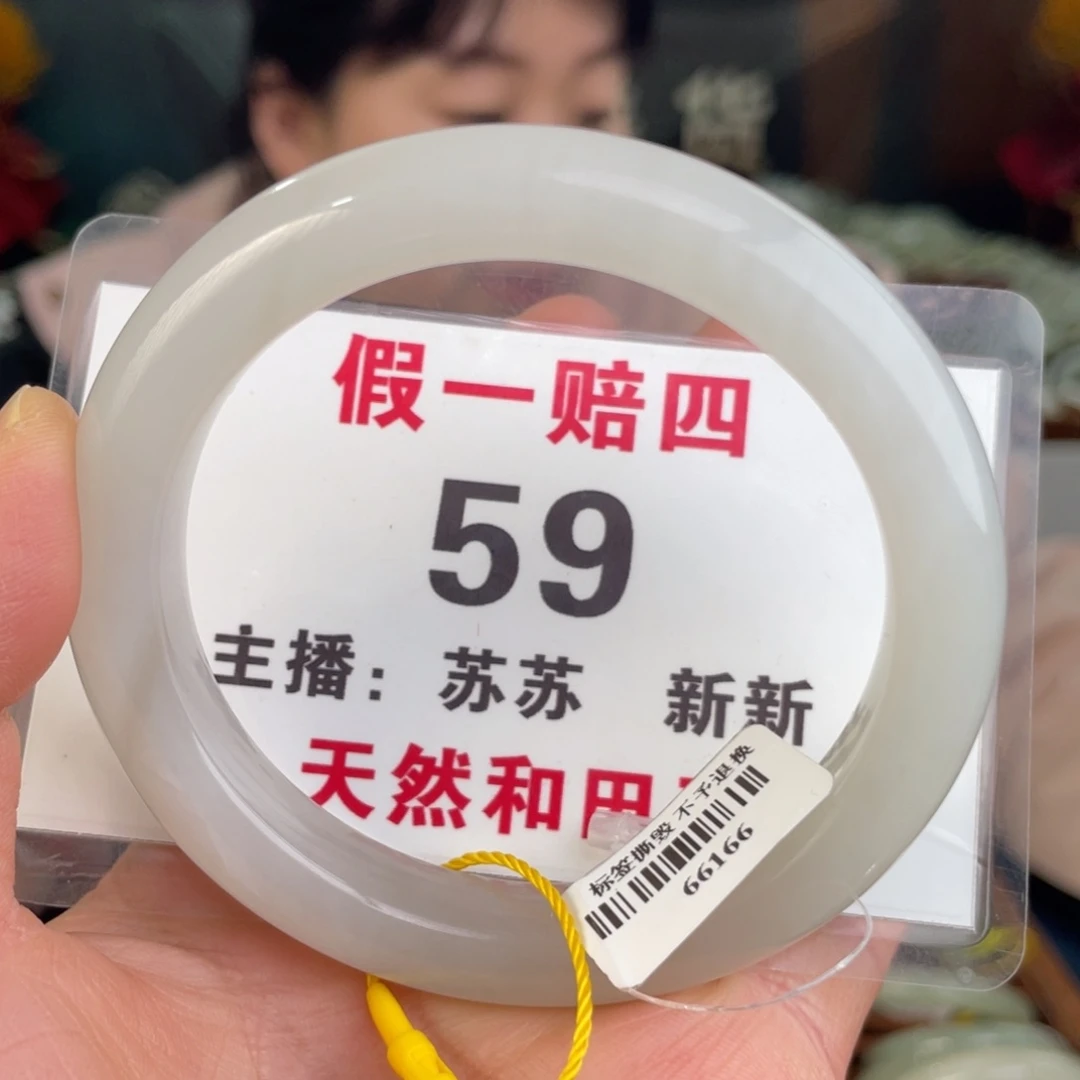 货
假一赔四
59
主播： 苏苏 新新
天然和田
标签撕毁 不予退换
66166